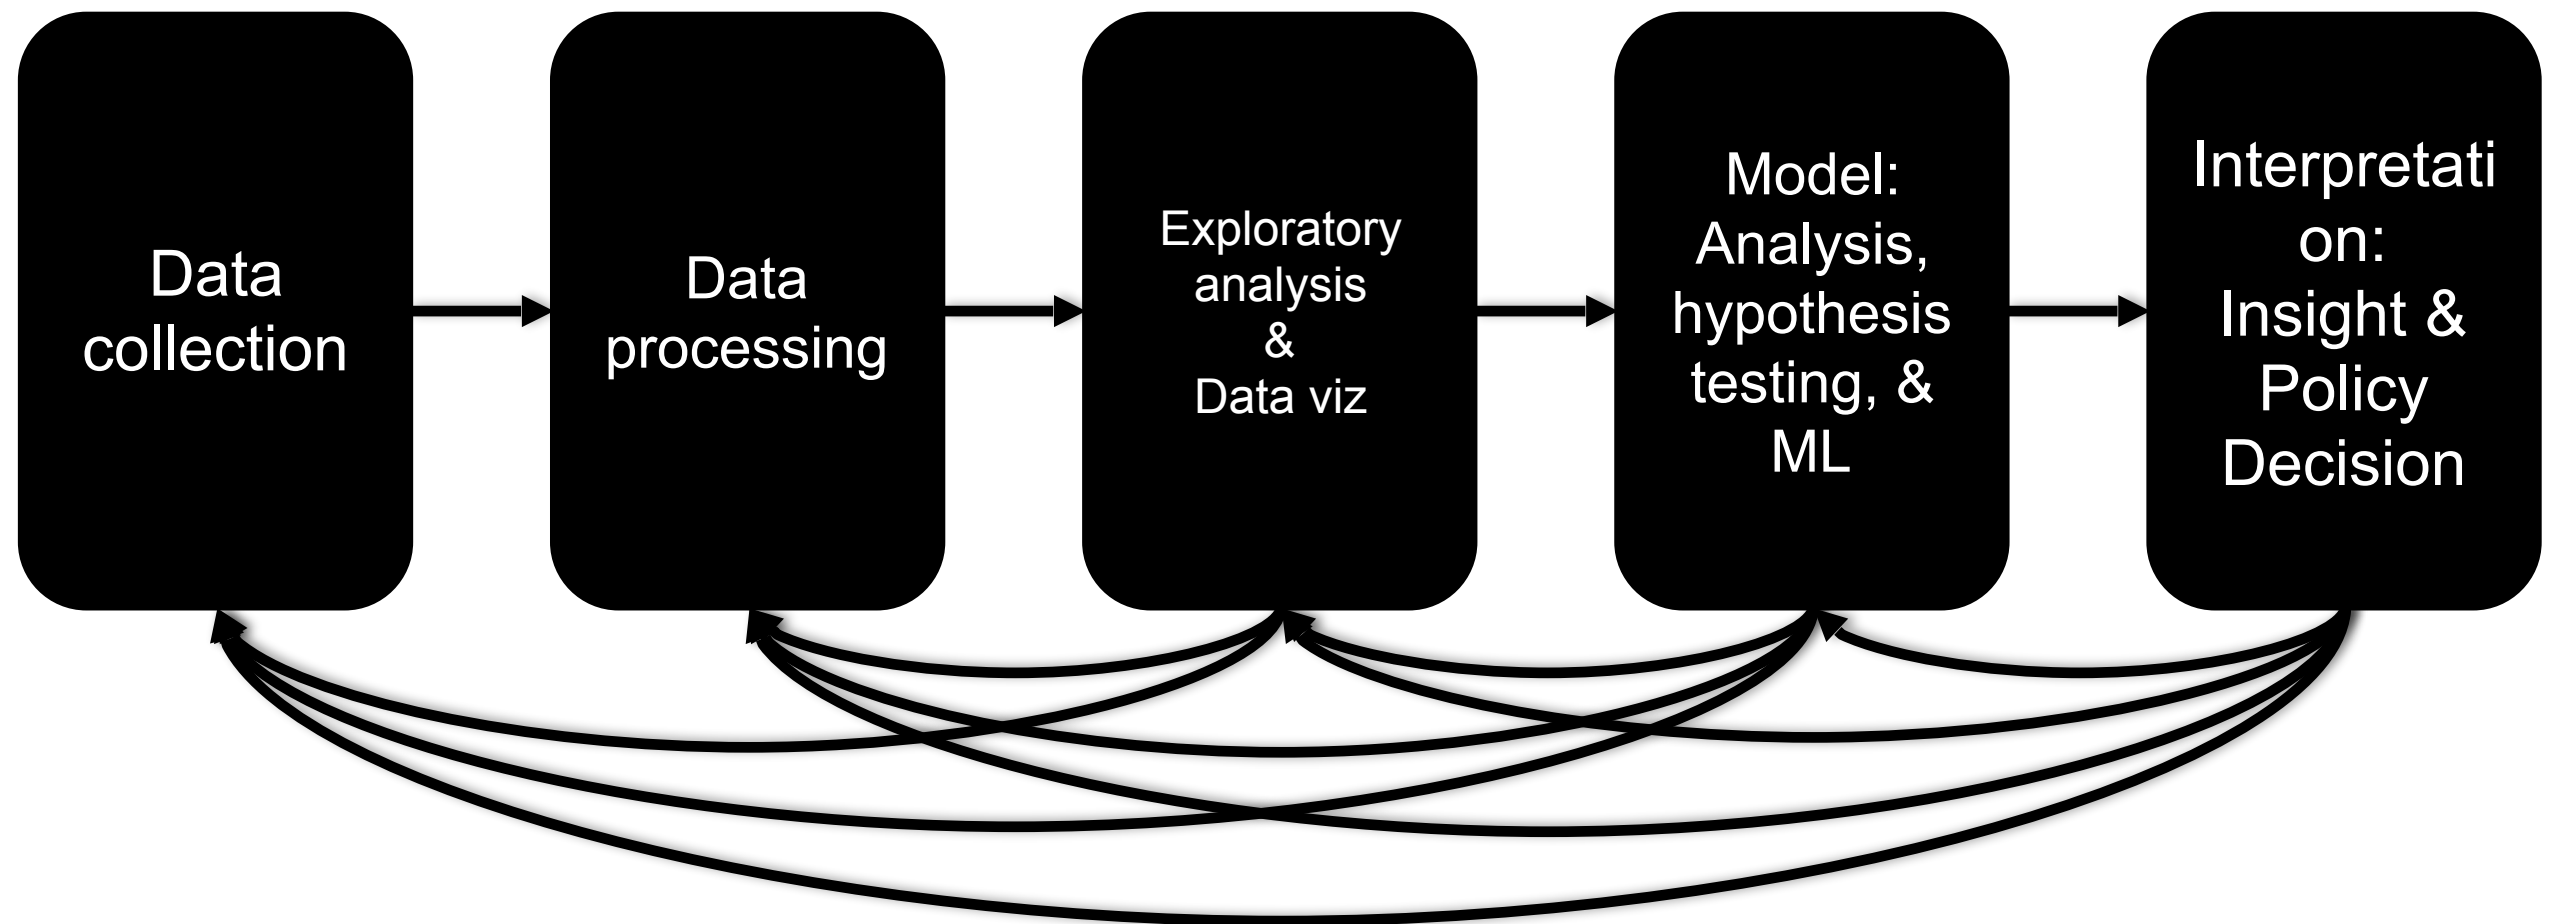 Data
collection
Data
processing
Exploratory
analysis
&
Data viz
Model:
Analysis,
hypothesis
testing, &
ML
Interpretati
on:
Insight &
Policy
Decision